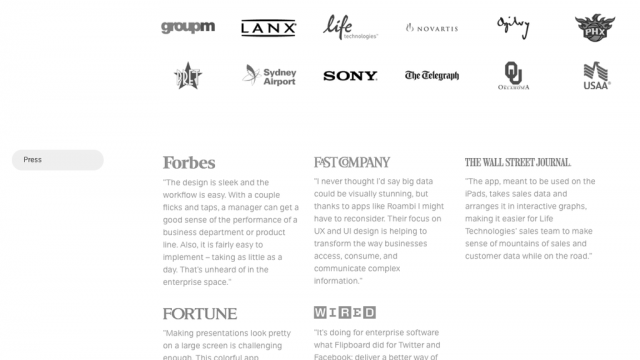 groupm
LANX
life
technologies™
NOVARTIS
Ogilvy
PHX
PRET
Sydney
Airport
SONY
The Telegraph
OU
OKLAHOMA
USAA®
Press
Forbes
"The design is sleek and the
workflow is easy. With a couple
flicks and taps, a manager can get a
good sense of the performance of a
business department or product
line. Also, it is fairly easy to
implement – taking as little as a
day. That's unheard of in the
enterprise space."
FAST COMPANY
"I never thought I'd say big data
could be visually stunning, but
thanks to apps like Roambi I might
have to reconsider. Their focus on
UX and UI design is helping to
transform the way businesses
access, consume, and
communicate complex
information."
THE WALL STREET JOURNAL.
"The app, meant to be used on the
iPads, takes sales data and
arranges it in interactive graphs,
making it easier for Life
Technologies' sales team to make
sense of mountains of sales and
customer data while on the road."
FORTUNE
"Making presentations look pretty
on a large screen is challenging
enough. This colorful app
WIRED
"It's doing for enterprise software
what Flipboard did for Twitter and
Facebook: deliver a better way of